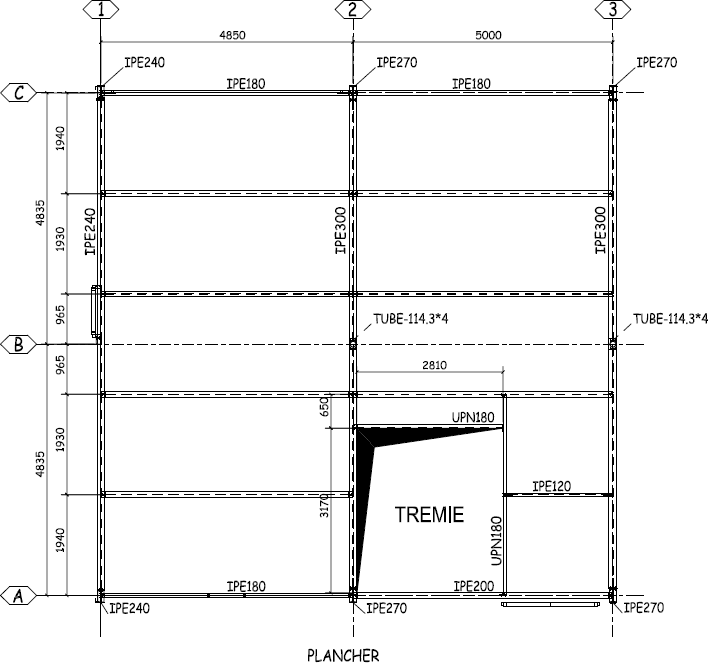 1
2
3
4850
5000
IPE240
IPE270
IPE270
IPE180
IPE180
C
1940
4835
1930
IPE240
IPE300
IPE300
965
TUBE-114.3*4
TUBE-114.3*4
B
965
2810
650
UPN180
1930
4835
IPE120
3170
TREMIE
UPN180
1940
IPE180
IPE200
A
IPE240
IPE270
IPE270
PLANCHER